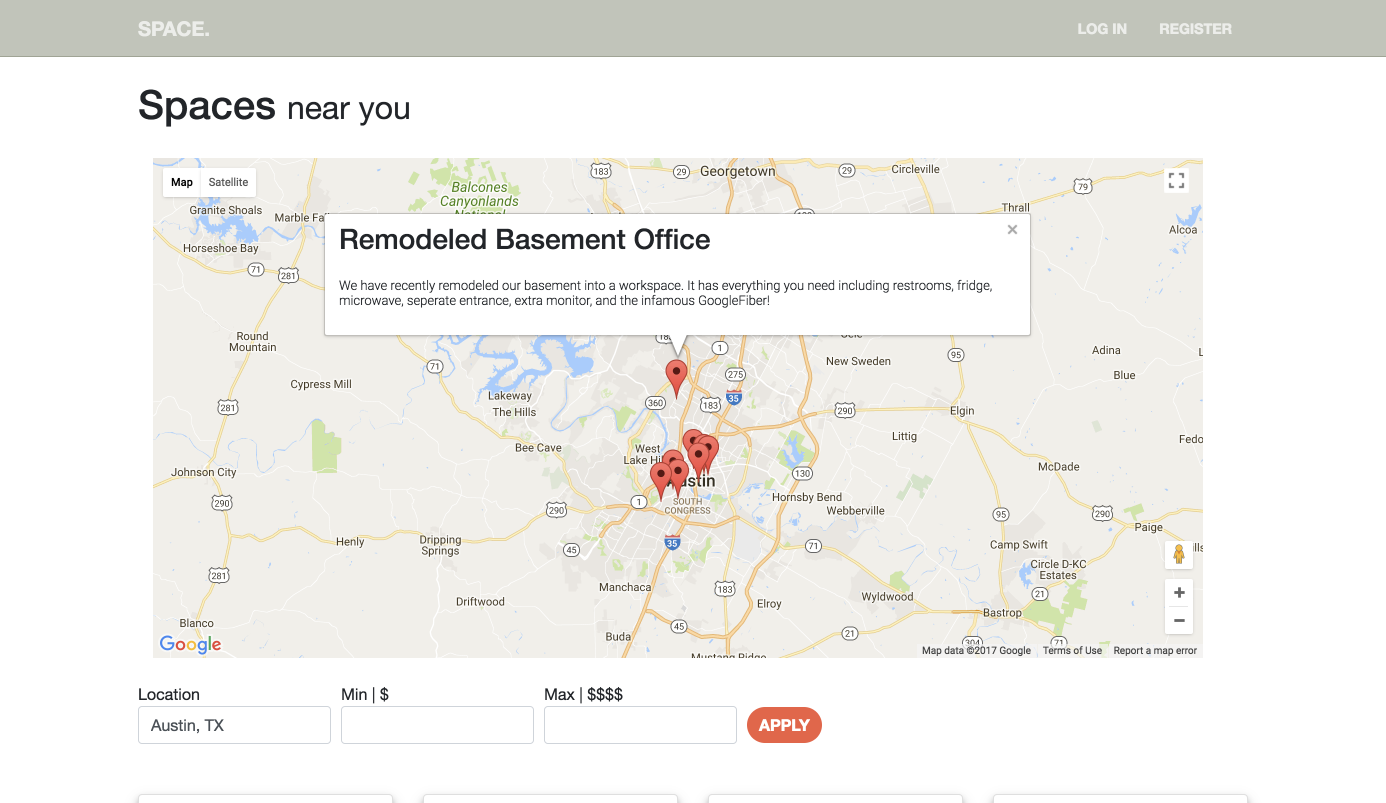 SPACE.
LOG IN
REGISTER
Spaces near you
Map
Satellite
183
29
Georgetown
29
Circleville
79
Balcones
Canyonlands
National
Granite Shoals
Marble Fa
Thrall
Alcoa
Horseshoe Bay
71
281
Remodeled Basement Office
×
We have recently remodeled our basement into a workspace. It has everything you need including restrooms, fridge,
microwave, seperate entrance, extra monitor, and the infamous GoogleFiber!
Round
Mountain
1
New Sweden
95
Adina
71
275
Blue
Cypress Mill
Lakeway
The Hills
360
183
35
281
290
Elgin
Bee Cave
West
Lake Hi
Littig
Fedo
Johnson City
McDade
130
Austin
290
1
SOUTH
CONGRESS
Hornsby Bend
Webberville
290
95
290
Paige
Henly
Dripping
Springs
45
35
71
Camp Swift
281
Circle D-KC
Estates
Manchaca
183
21
Driftwood
Elroy
Wyldwood
Bastrop
Blanco
Buda
45
21
304
71
Mustang Ridge
Google
Map data ©2017 Google
Terms of Use
Report a map error
Location
Min | $
Max | $$$$
Austin, TX
APPLY